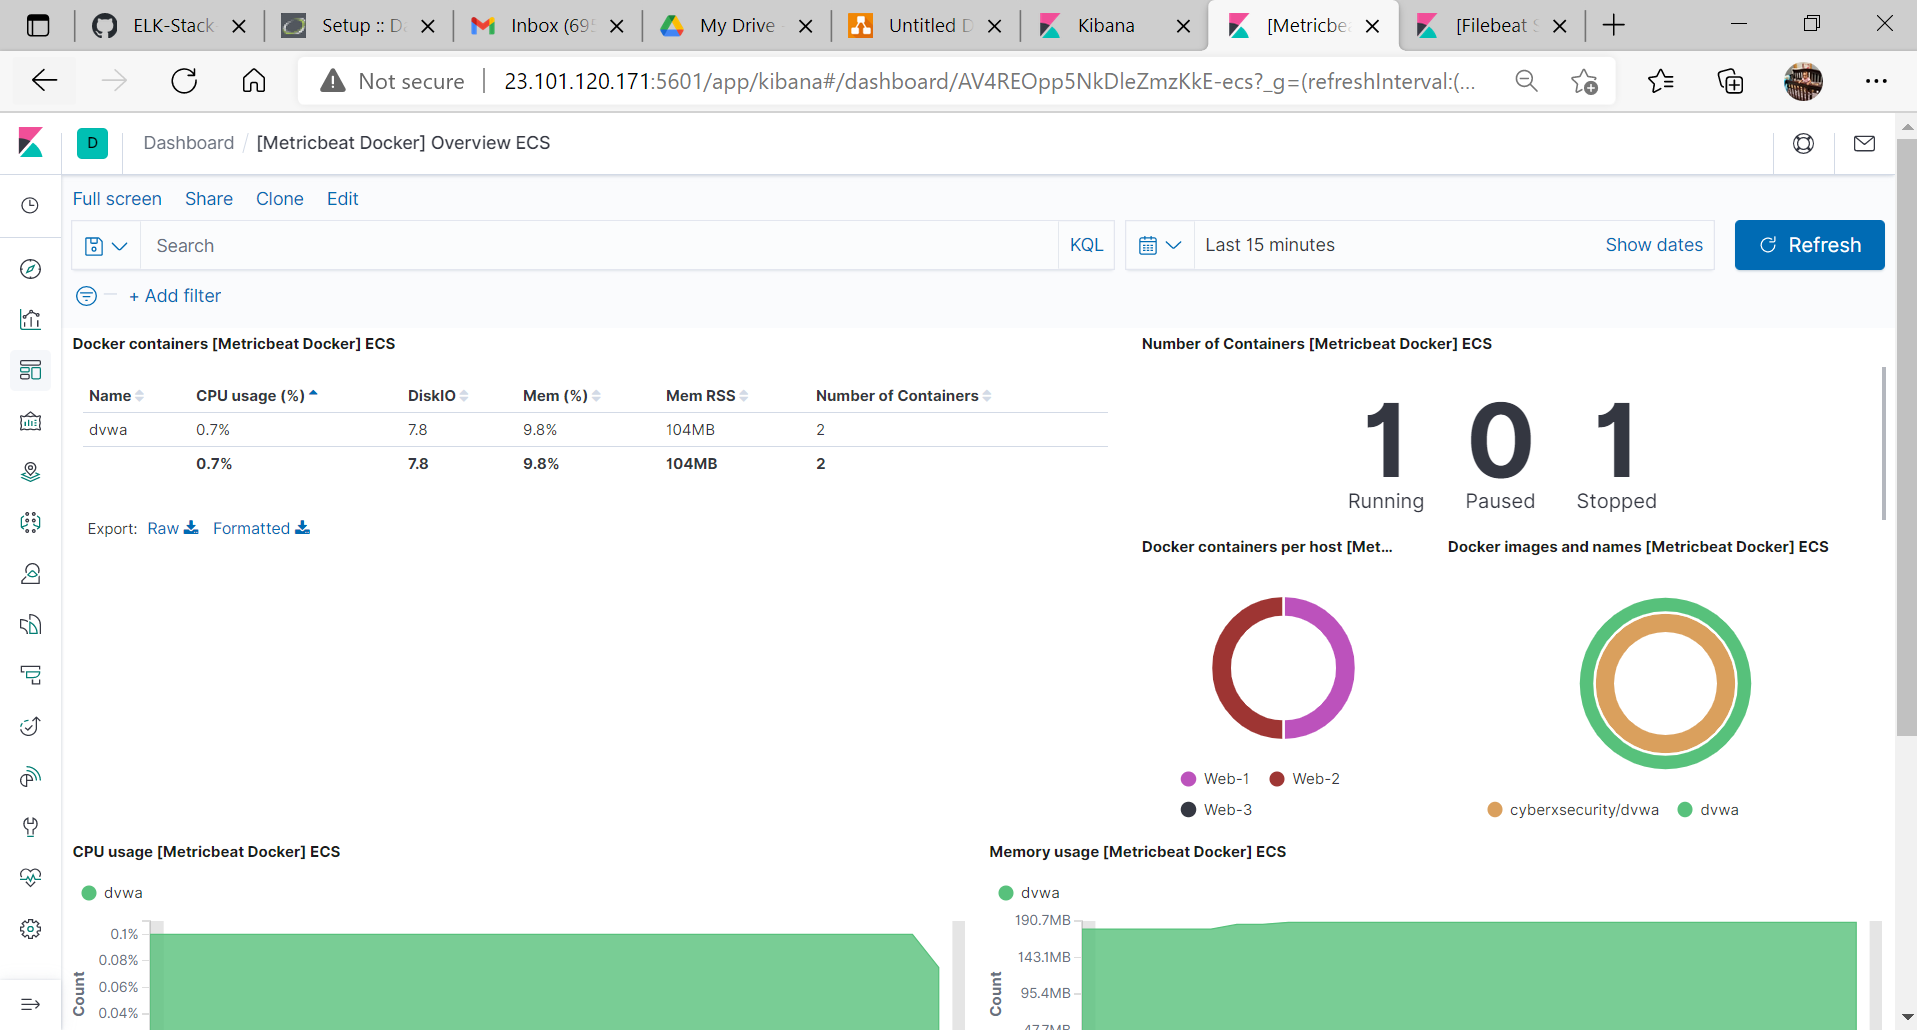 ELK-Stack
Setup :: D
Inbox (695
My Drive -
Untitled D
Kibana
[Metricbea
[Filebeat S
Not secure
23.101.120.171:5601/app/kibana#/dashboard/AV4REOpp5NkDleZmzKkE-ecs?_g=(refreshInterval:(...
D
Dashboard / [Metricbeat Docker] Overview ECS
Full screen Share Clone Edit
Search KQL
Last 15 minutes Show dates
Refresh
+ Add filter
Docker containers [Metricbeat Docker] ECS
Name CPU usage (%) DiskIO Mem (%) Mem RSS Number of Containers
dvwa 0.7% 7.8 9.8% 104MB 2
0.7% 7.8 9.8% 104MB 2
Export: Raw Formatted
Number of Containers [Metricbeat Docker] ECS
1 0 1
Running Paused Stopped
Docker containers per host [Met...
Web-1 Web-2
Web-3
Docker images and names [Metricbeat Docker] ECS
cyberxsecurity/dvwa dvwa
CPU usage [Metricbeat Docker] ECS
dvwa
0.1%
0.08%
0.06%
0.04%
Count
Memory usage [Metricbeat Docker] ECS
dvwa
190.7MB
143.1MB
95.4MB
47.7MB
Count